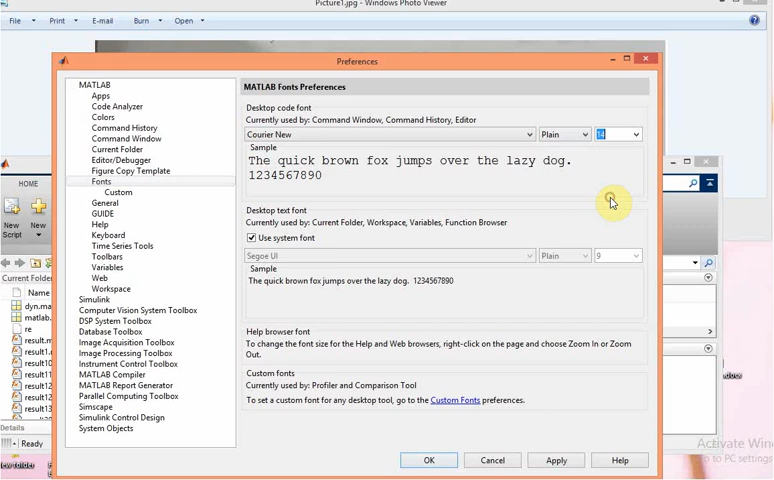 Picture1.jpg - Windows Photo Viewer
File Print E-mail Burn Open
Preferences
MATLAB
Apps
Code Analyzer
Colors
Command History
Command Window
Current Folder
Editor/Debugger
Figure Copy Template
Fonts
Custom
General
GUIDE
Help
Keyboard
Time Series Tools
Toolbars
Variables
Web
Workspace
Simulink
Computer Vision System Toolbox
DSP System Toolbox
Database Toolbox
Image Acquisition Toolbox
Image Processing Toolbox
Instrument Control Toolbox
MATLAB Compiler
MATLAB Report Generator
Parallel Computing Toolbox
Simscape
Simulink Control Design
System Objects
MATLAB Fonts Preferences
Desktop code font
Currently used by: Command Window, Command History, Editor
Courier New Plain 14
Sample
The quick brown fox jumps over the lazy dog.
1234567890
Desktop text font
Currently used by: Current Folder, Workspace, Variables, Function Browser
Use system font
Segoe UI Plain 9
Sample
The quick brown fox jumps over the lazy dog. 1234567890
Help browser font
To change the font size for the Help and Web browsers, right-click on the page and choose Zoom In or Zoom
Out.
Custom fonts
Currently used by: Profiler and Comparison Tool
To set a custom font for any desktop tool, go to the Custom Fonts preferences.
OK Cancel Apply Help
HOME
New
Script
New
Current Folder
Name
dyn.ma
matlab.
re
result.m
result1.
result10
result11
result12
result12
result13
Details
Ready
ew folder
Activate Win
o to PC settings